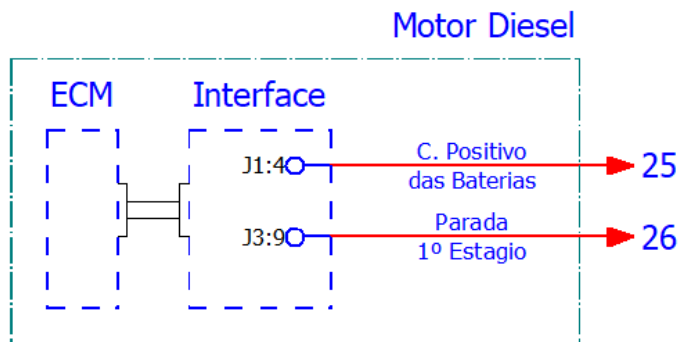 Motor Diesel
ECM
Interface
J1:4
C. Positivo
das Baterias
25
J3:9
Parada
1º Estagio
26